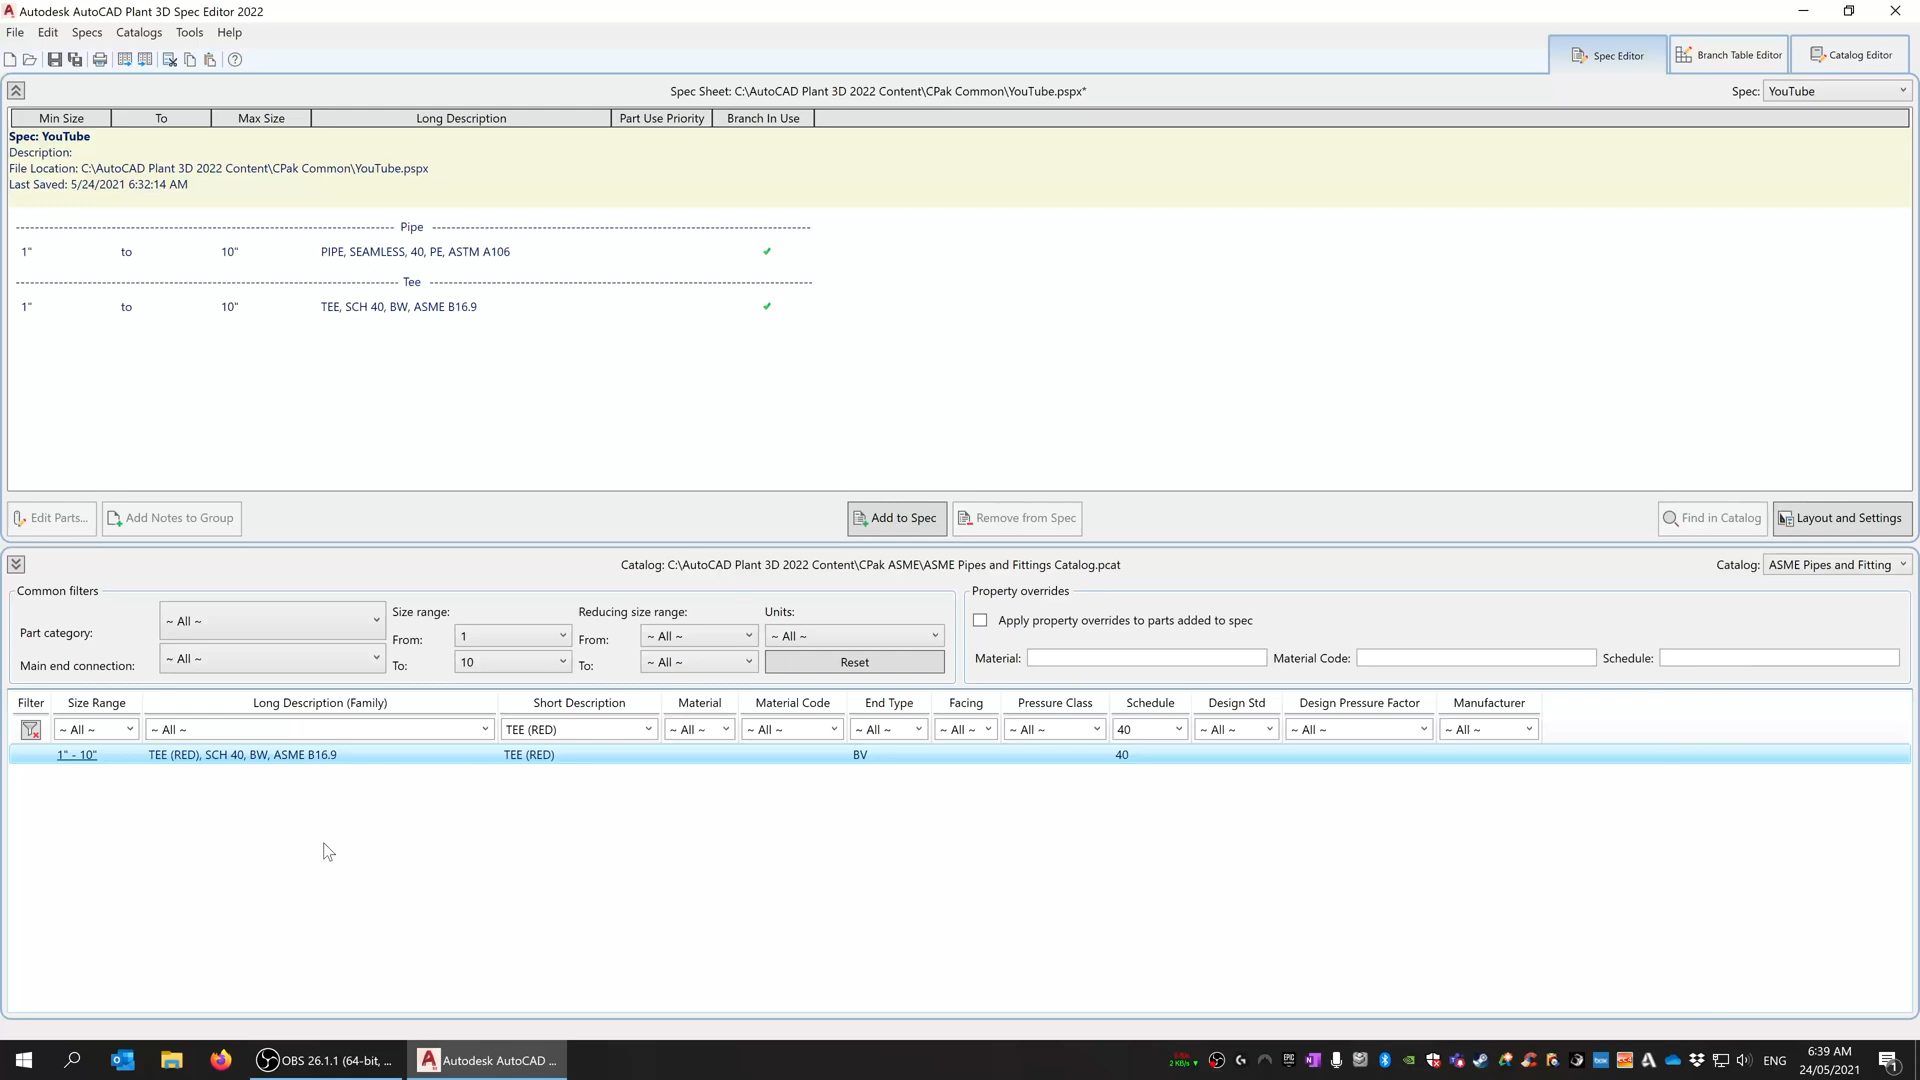 Autodesk AutoCAD Plant 3D Spec Editor 2022
File Edit Specs Catalogs Tools Help
Spec Editor
Branch Table Editor
Catalog Editor
Spec Sheet: C:\AutoCAD Plant 3D 2022 Content\CPak Common\YouTube.pspx*
Spec: YouTube
Min Size To Max Size Long Description Part Use Priority Branch In Use
Spec: YouTube
Description:
File Location: C:\AutoCAD Plant 3D 2022 Content\CPak Common\YouTube.pspx
Last Saved: 5/24/2021 6:32:14 AM
Pipe
1" to 10" PIPE, SEAMLESS, 40, PE, ASTM A106
Tee
1" to 10" TEE, SCH 40, BW, ASME B16.9
Edit Parts... Add Notes to Group Add to Spec Remove from Spec Find in Catalog Layout and Settings
Catalog: C:\AutoCAD Plant 3D 2022 Content\CPak ASME\ASME Pipes and Fittings Catalog.pcat
Catalog: ASME Pipes and Fitting
Common filters
Part category: ~ All ~
Main end connection: ~ All ~
Size range:
From: 1
To: 10
Reducing size range:
From: ~ All ~
To: ~ All ~
Units:
~ All ~
Reset
Property overrides
Apply property overrides to parts added to spec
Material: Material Code: Schedule:
Filter Size Range Long Description (Family) Short Description Material Material Code End Type Facing Pressure Class Schedule Design Std Design Pressure Factor Manufacturer
~ All ~ ~ All ~ TEE (RED) ~ All ~ ~ All ~ ~ All ~ ~ All ~ ~ All ~ 40 ~ All ~ ~ All ~ ~ All ~
1" - 10" TEE (RED), SCH 40, BW, ASME B16.9 TEE (RED) BV 40
OBS 26.1.1 (64-bit, ...
Autodesk AutoCAD ...
2 KB/s
ENG
6:39 AM
24/05/2021